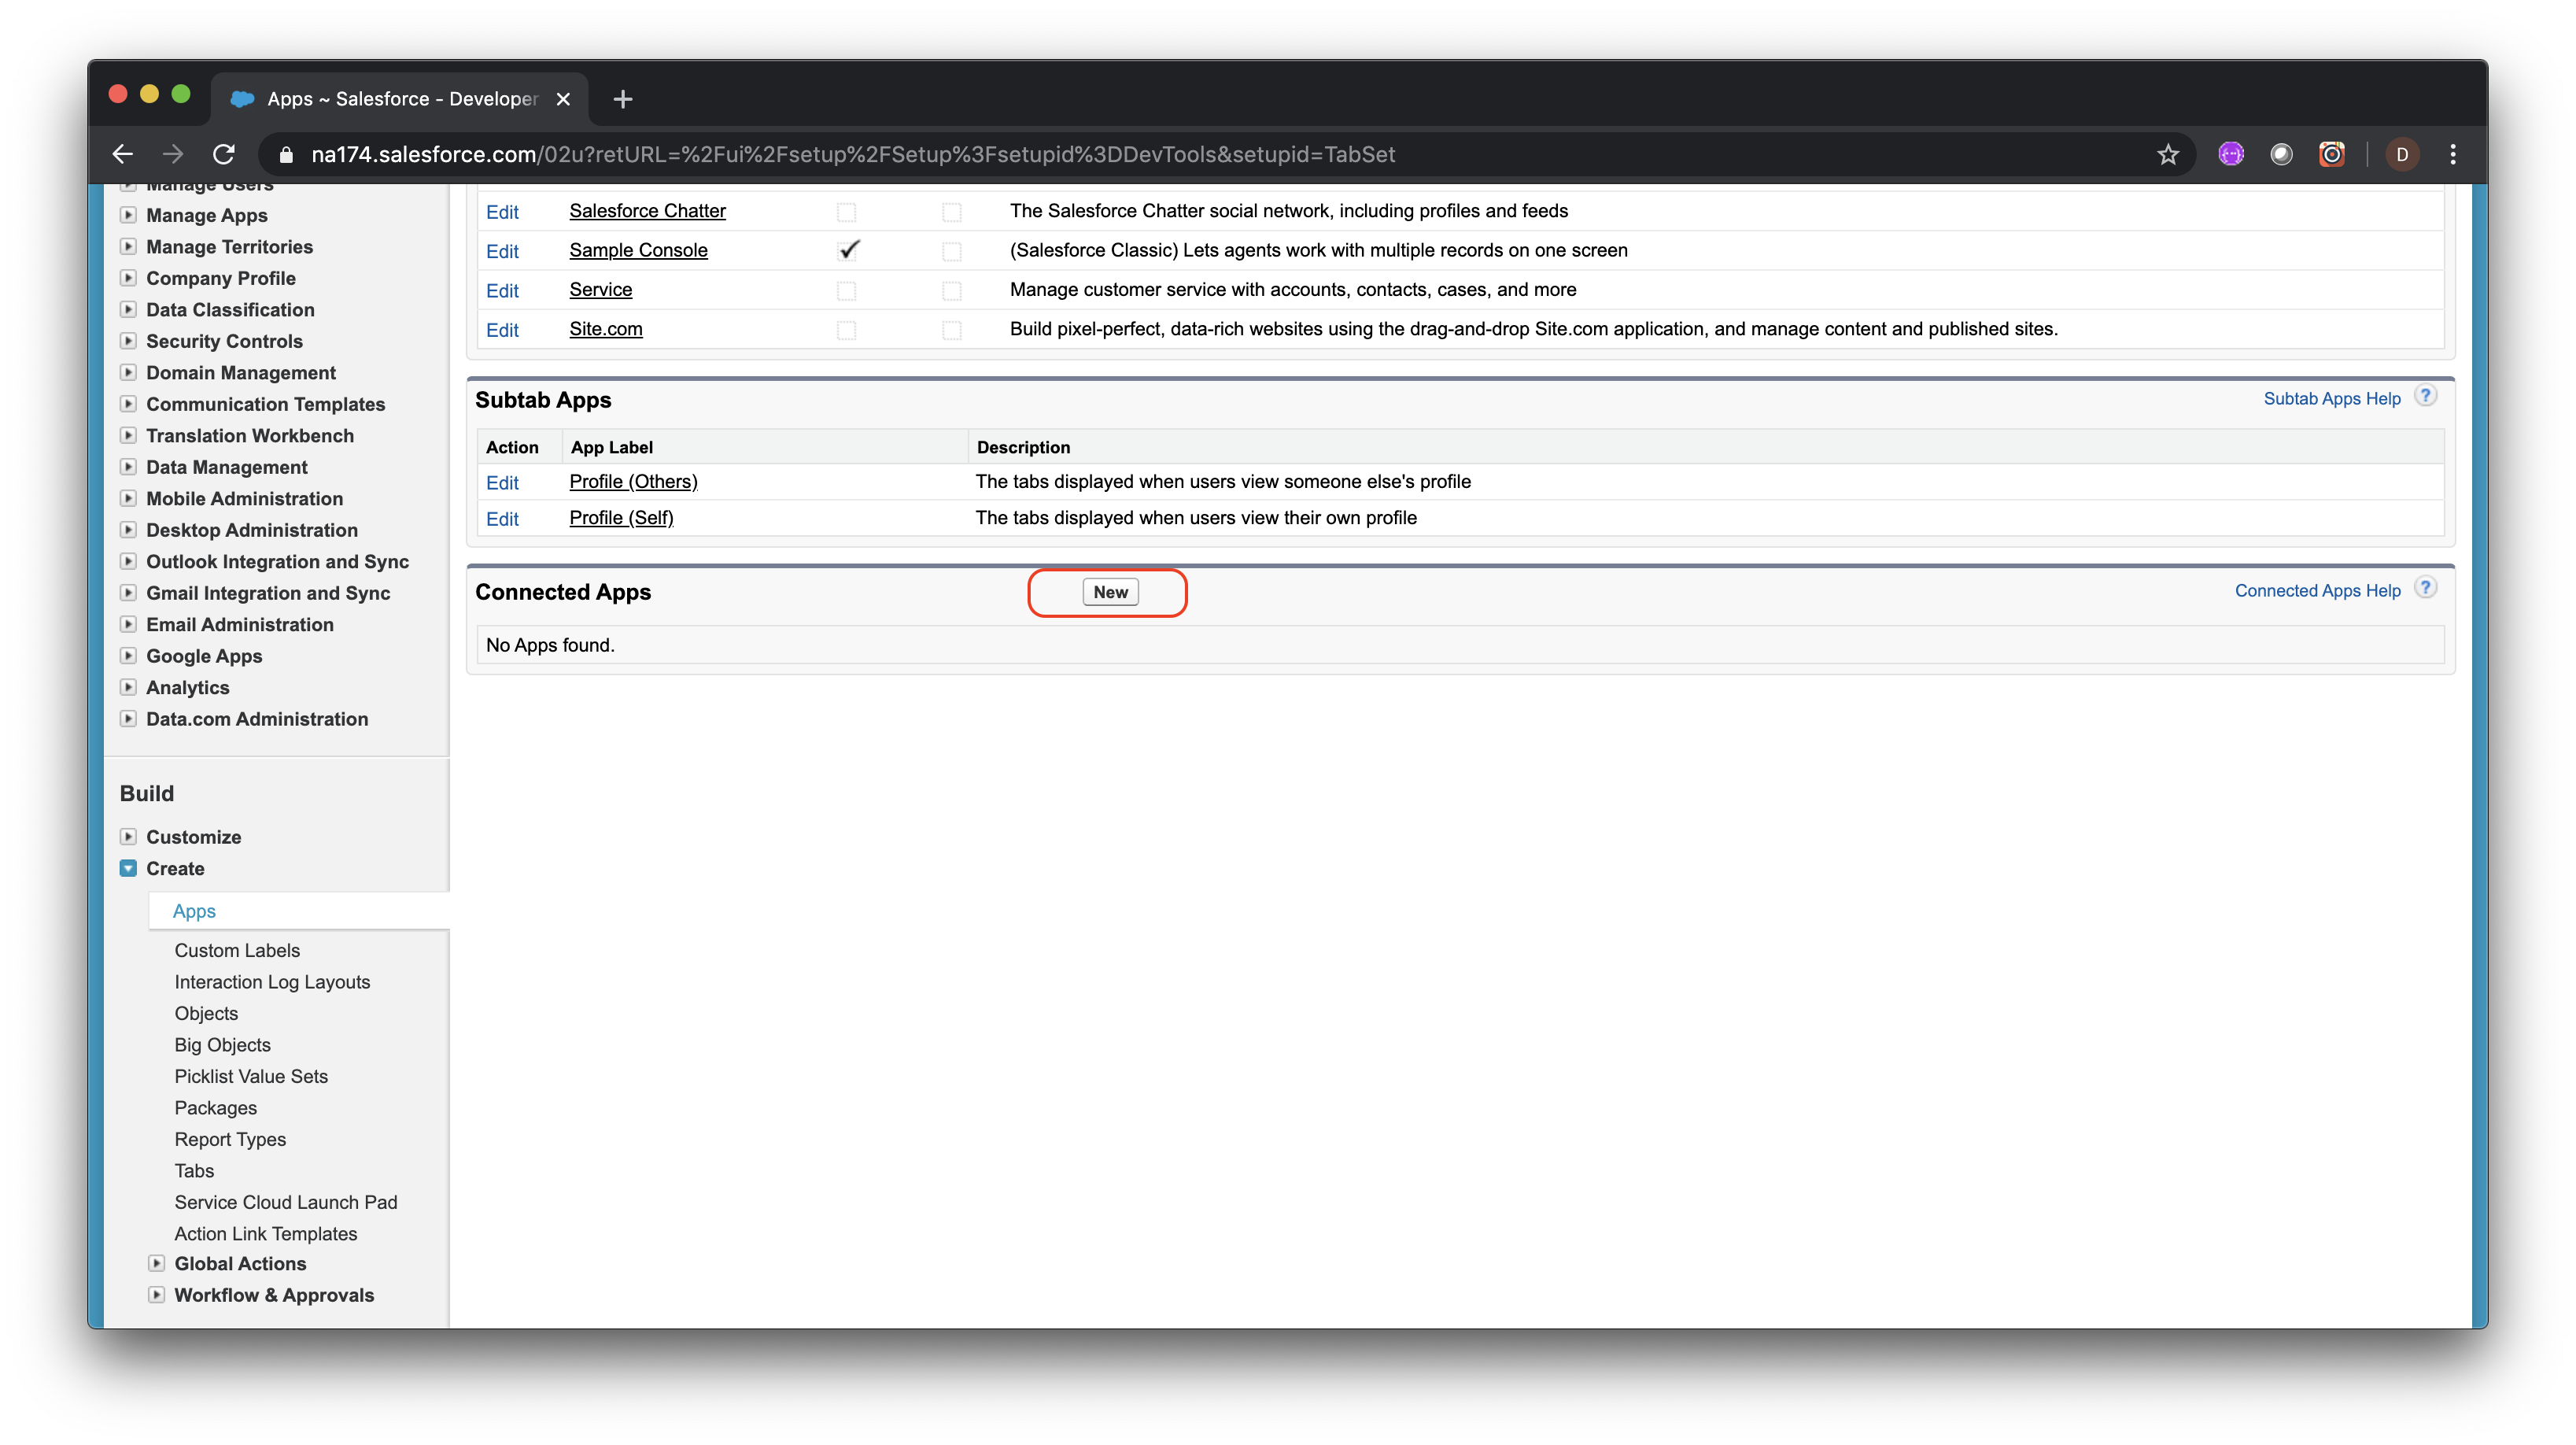 Apps ~ Salesforce - Developer
na174.salesforce.com/02u?retURL=%2Fui%2Fsetup%2FSetup%3Fsetupid%3DDevTools&setupid=TabSet
D
Manage Users
Manage Apps
Manage Territories
Company Profile
Data Classification
Security Controls
Domain Management
Communication Templates
Translation Workbench
Data Management
Mobile Administration
Desktop Administration
Outlook Integration and Sync
Gmail Integration and Sync
Email Administration
Google Apps
Analytics
Data.com Administration
Build
Customize
Create
Apps
Custom Labels
Interaction Log Layouts
Objects
Big Objects
Picklist Value Sets
Packages
Report Types
Tabs
Service Cloud Launch Pad
Action Link Templates
Global Actions
Workflow & Approvals
Edit Salesforce Chatter The Salesforce Chatter social network, including profiles and feeds
Edit Sample Console (Salesforce Classic) Lets agents work with multiple records on one screen
Edit Service Manage customer service with accounts, contacts, cases, and more
Edit Site.com Build pixel-perfect, data-rich websites using the drag-and-drop Site.com application, and manage content and published sites.
Subtab Apps Subtab Apps Help ?
Action App Label Description
Edit Profile (Others) The tabs displayed when users view someone else's profile
Edit Profile (Self) The tabs displayed when users view their own profile
Connected Apps New Connected Apps Help ?
No Apps found.